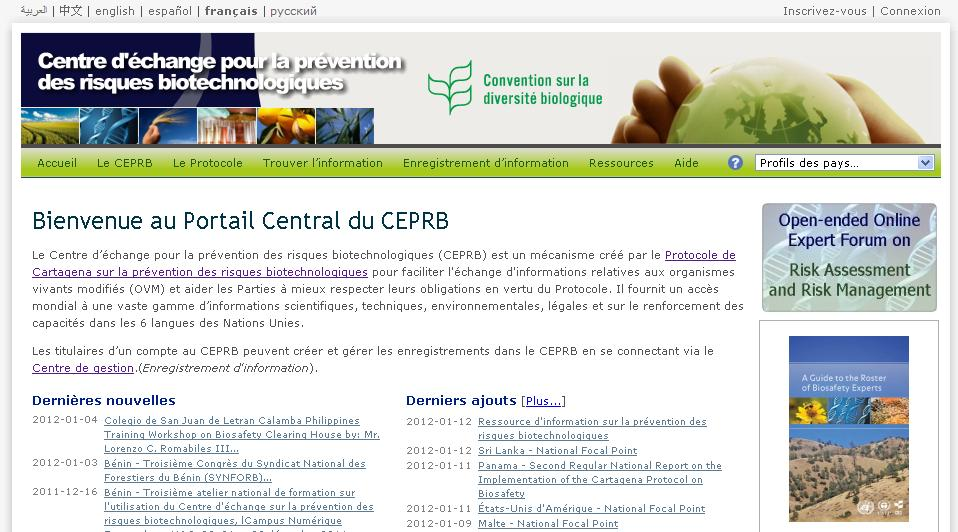 العربية | 中文 | english | español | français | русский
Inscrivez-vous | Connexion
Centre d'échange pour la prévention
des risques biotechnologiques
Convention sur la
diversité biologique
Accueil Le CEPRB Le Protocole Trouver l’information Enregistrement d’information Ressources Aide ? Profils des pays...
Bienvenue au Portail Central du CEPRB
Le Centre d’échange pour la prévention des risques biotechnologiques (CEPRB) est un mécanisme créé par le Protocole de
Cartagena sur la prévention des risques biotechnologiques pour faciliter l'échange d'informations relatives aux organismes
vivants modifiés (OVM) et aider les Parties à mieux respecter leurs obligations en vertu du Protocole. Il fournit un accès
mondial à une vaste gamme d’informations scientifiques, techniques, environnementales, légales et sur le renforcement des
capacités dans les 6 langues des Nations Unies.
Les titulaires d’un compte au CEPRB peuvent créer et gérer les enregistrements dans le CEPRB en se connectant via le
Centre de gestion.(Enregistrement d'information).
Dernières nouvelles
2012-01-04 Colegio de San Juan de Letran Calamba Philippines
Training Workshop on Biosafety Clearing House by: Mr.
Lorenzo C. Romabiles III...
2012-01-03 Bénin - Troisième Congrès du Syndicat National des
Forestiers du Bénin (SYNFORB)...
2011-12-16 Bénin - Troisième atelier national de formation sur
l'utilisation du Centre d'échange sur la prévention des
risques biotechnologiques, lCampus Numérique
Derniers ajouts [Plus...]
2012-01-12 Ressource d'information sur la prévention des
risques biotechnologiques
2012-01-12 Sri Lanka - National Focal Point
2012-01-11 Panama - Second Regular National Report on the
Implementation of the Cartagena Protocol on
Biosafety
2012-01-11 États-Unis d'Amérique - National Focal Point
2012-01-09 Malte - National Focal Point
Open-ended Online
Expert Forum on
Risk Assessment
and Risk Management
A Guide to the Roster
of Biosafety Experts